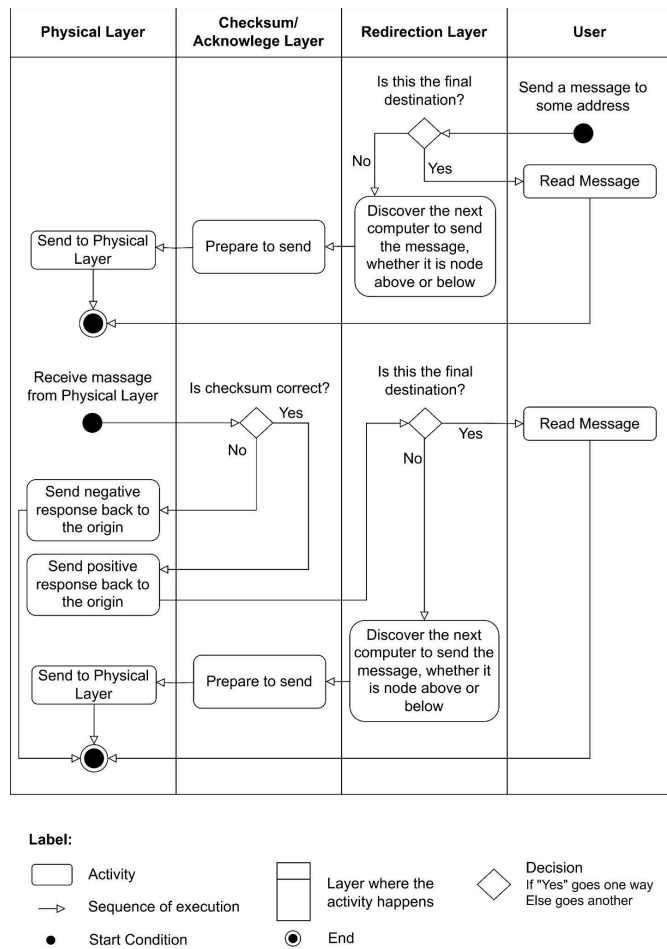 Physical Layer
Checksum/
Acknowlege Layer
Redirection Layer
User
Is this the final
destination?
Send a message to
some address
No
Yes
Read Message
Discover the next
computer to send
the message,
whether it is node
above or below
Prepare to send
Send to Physical
Layer
Receive massage
from Physical Layer
Is checksum correct?
Yes
No
Is this the final
destination?
Yes
No
Read Message
Send negative
response back to
the origin
Send positive
response back to
the origin
Discover the next
computer to send the
message, whether it
is node above or
below
Prepare to send
Send to Physical
Layer
Label:
Activity
Sequence of execution
Start Condition
Layer where the
activity happens
End
Decision
If "Yes" goes one way
Else goes another